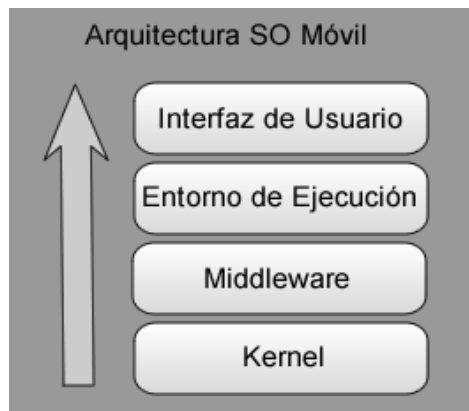 Arquitectura SO Móvil
Interfaz de Usuario
Entorno de Ejecución
Middleware
Kernel